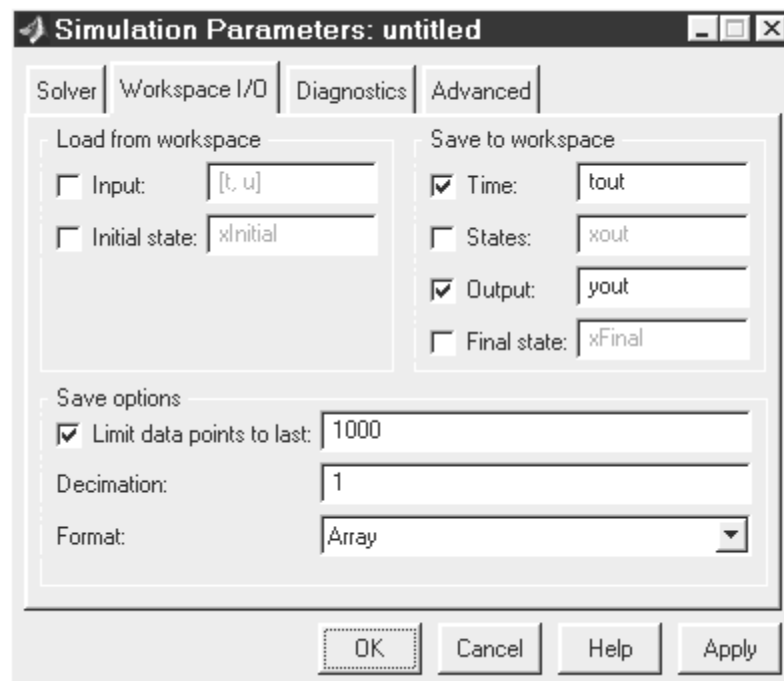 Simulation Parameters: untitled
Solver
Workspace I/O
Diagnostics
Advanced
Load from workspace
Input: [t, u]
Initial state: xInitial
Save to workspace
Time: tout
States: xout
Output: yout
Final state: xFinal
Save options
Limit data points to last: 1000
Decimation: 1
Format: Array
OK
Cancel
Help
Apply